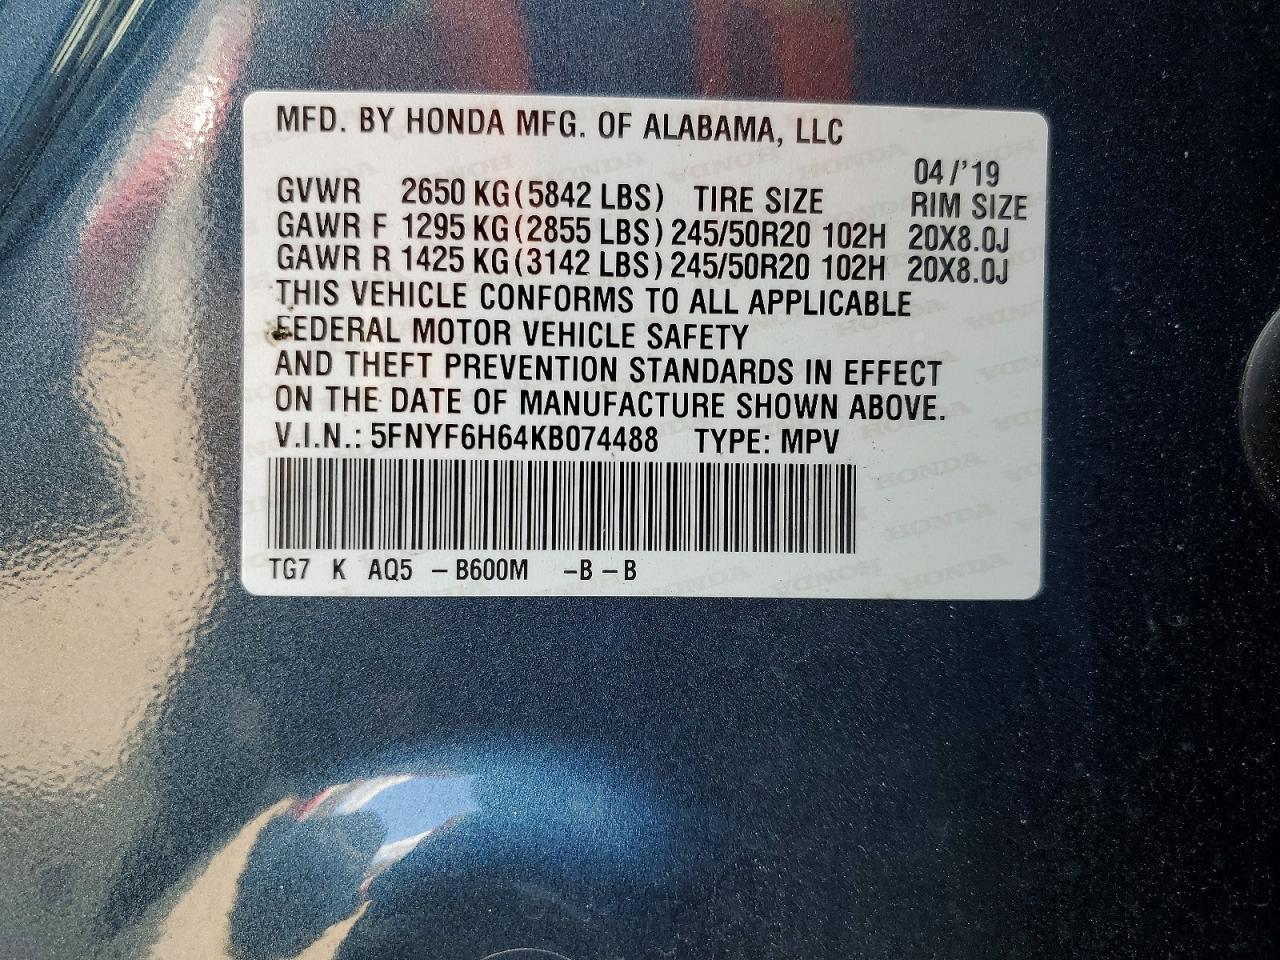 MFD. BY HONDA MFG. OF ALABAMA, LLC
04/'19
GVWR 2650 KG(5842 LBS) TIRE SIZE RIM SIZE
GAWR F 1295 KG(2855 LBS) 245/50R20 102H 20X8.0J
GAWR R 1425 KG(3142 LBS) 245/50R20 102H 20X8.0J
THIS VEHICLE CONFORMS TO ALL APPLICABLE
FEDERAL MOTOR VEHICLE SAFETY
AND THEFT PREVENTION STANDARDS IN EFFECT
ON THE DATE OF MANUFACTURE SHOWN ABOVE.
V.I.N.: 5FNYF6H64KB074488 TYPE: MPV
TG7 K AQ5 -B600M -B-B